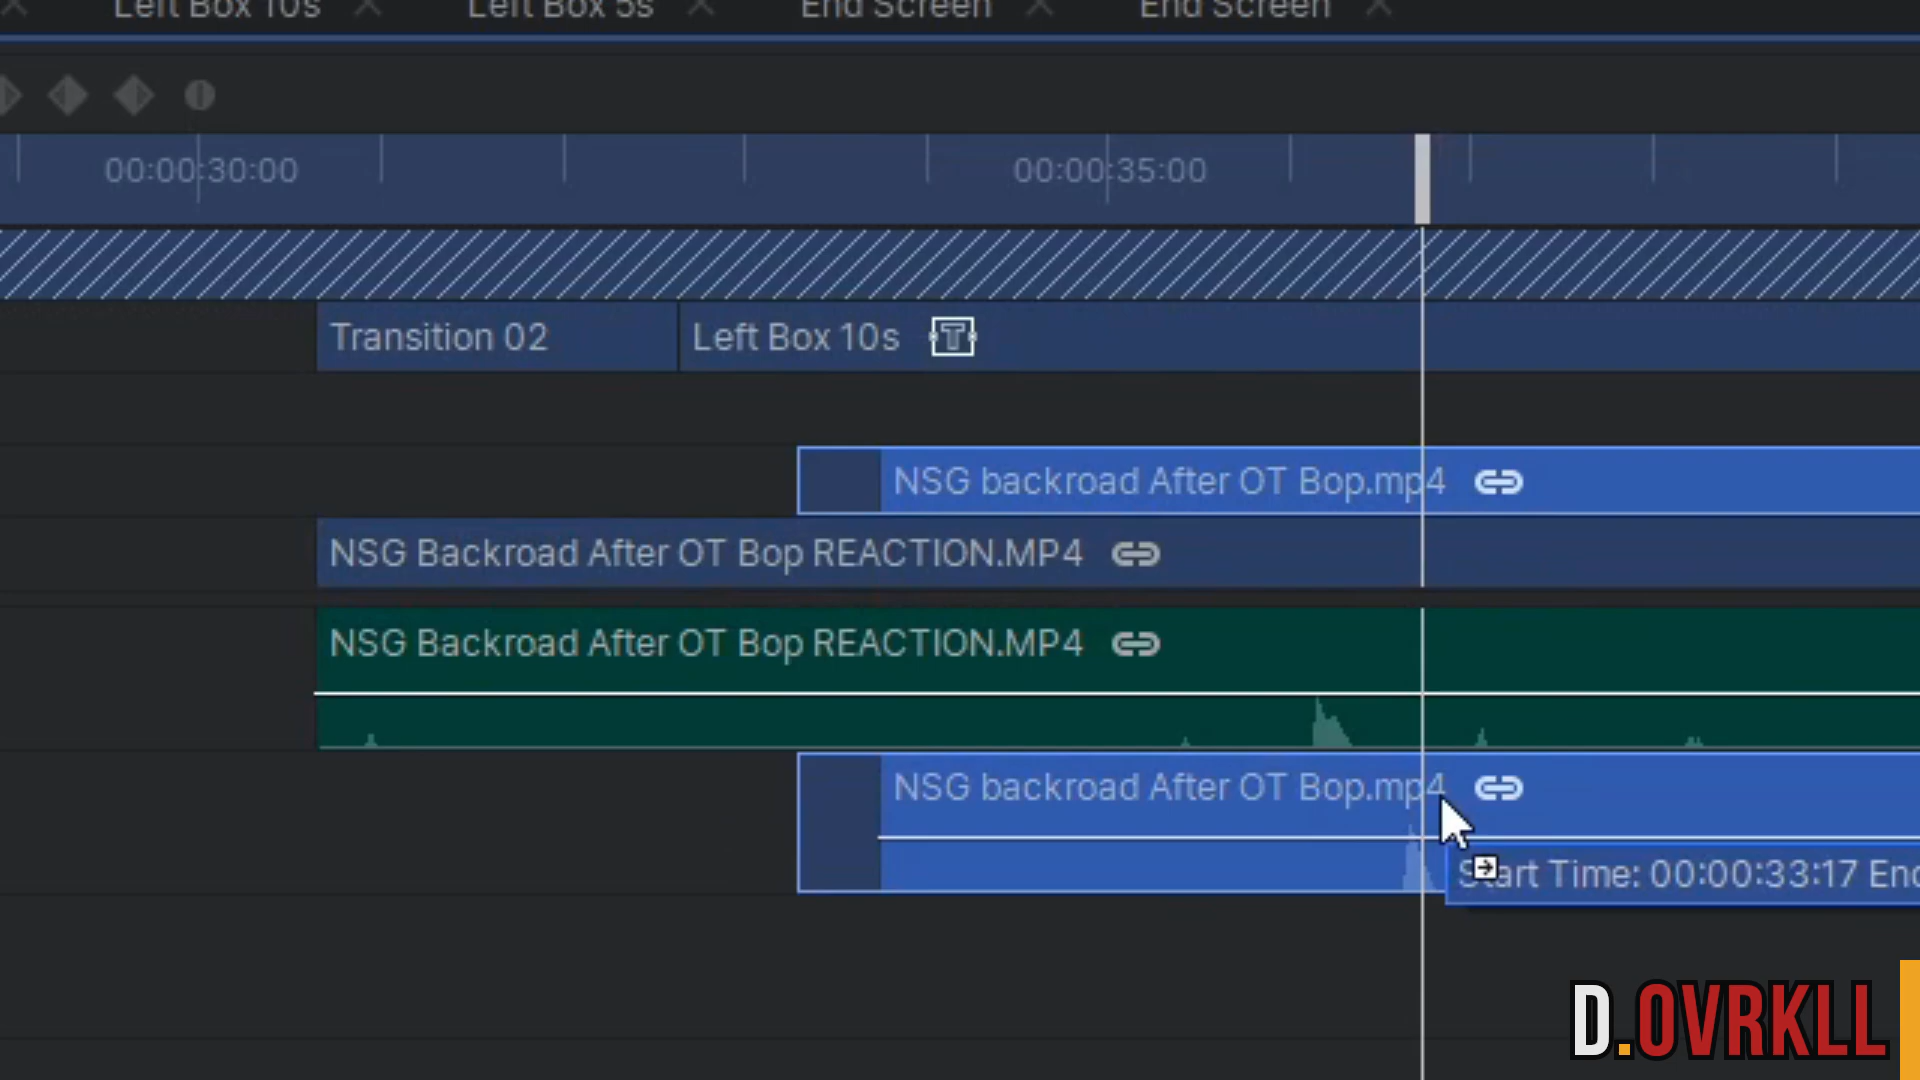 Left Box 10s
Left Box 5s
End Screen
End Screen
00:00:30:00
00:00:35:00
Transition 02
Left Box 10s
NSG backroad After OT Bop.mp4
NSG Backroad After OT Bop REACTION.MP4
NSG Backroad After OT Bop REACTION.MP4
NSG backroad After OT Bop.mp4
Start Time: 00:00:33:17
D.OVRKLL